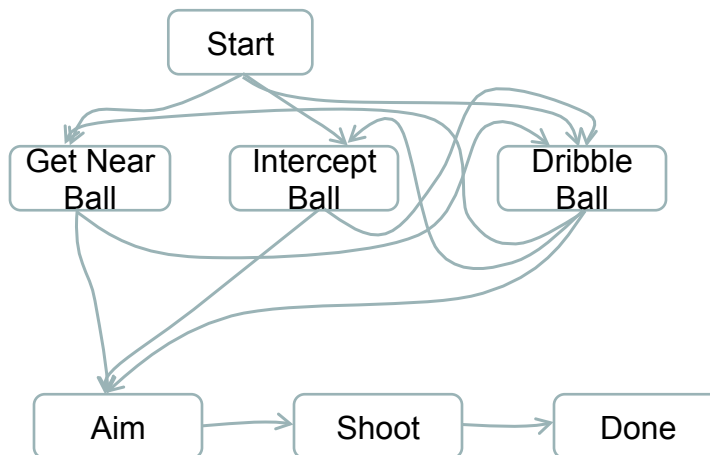 Start
Get Near
Ball
Intercept
Ball
Dribble
Ball
Aim
Shoot
Done